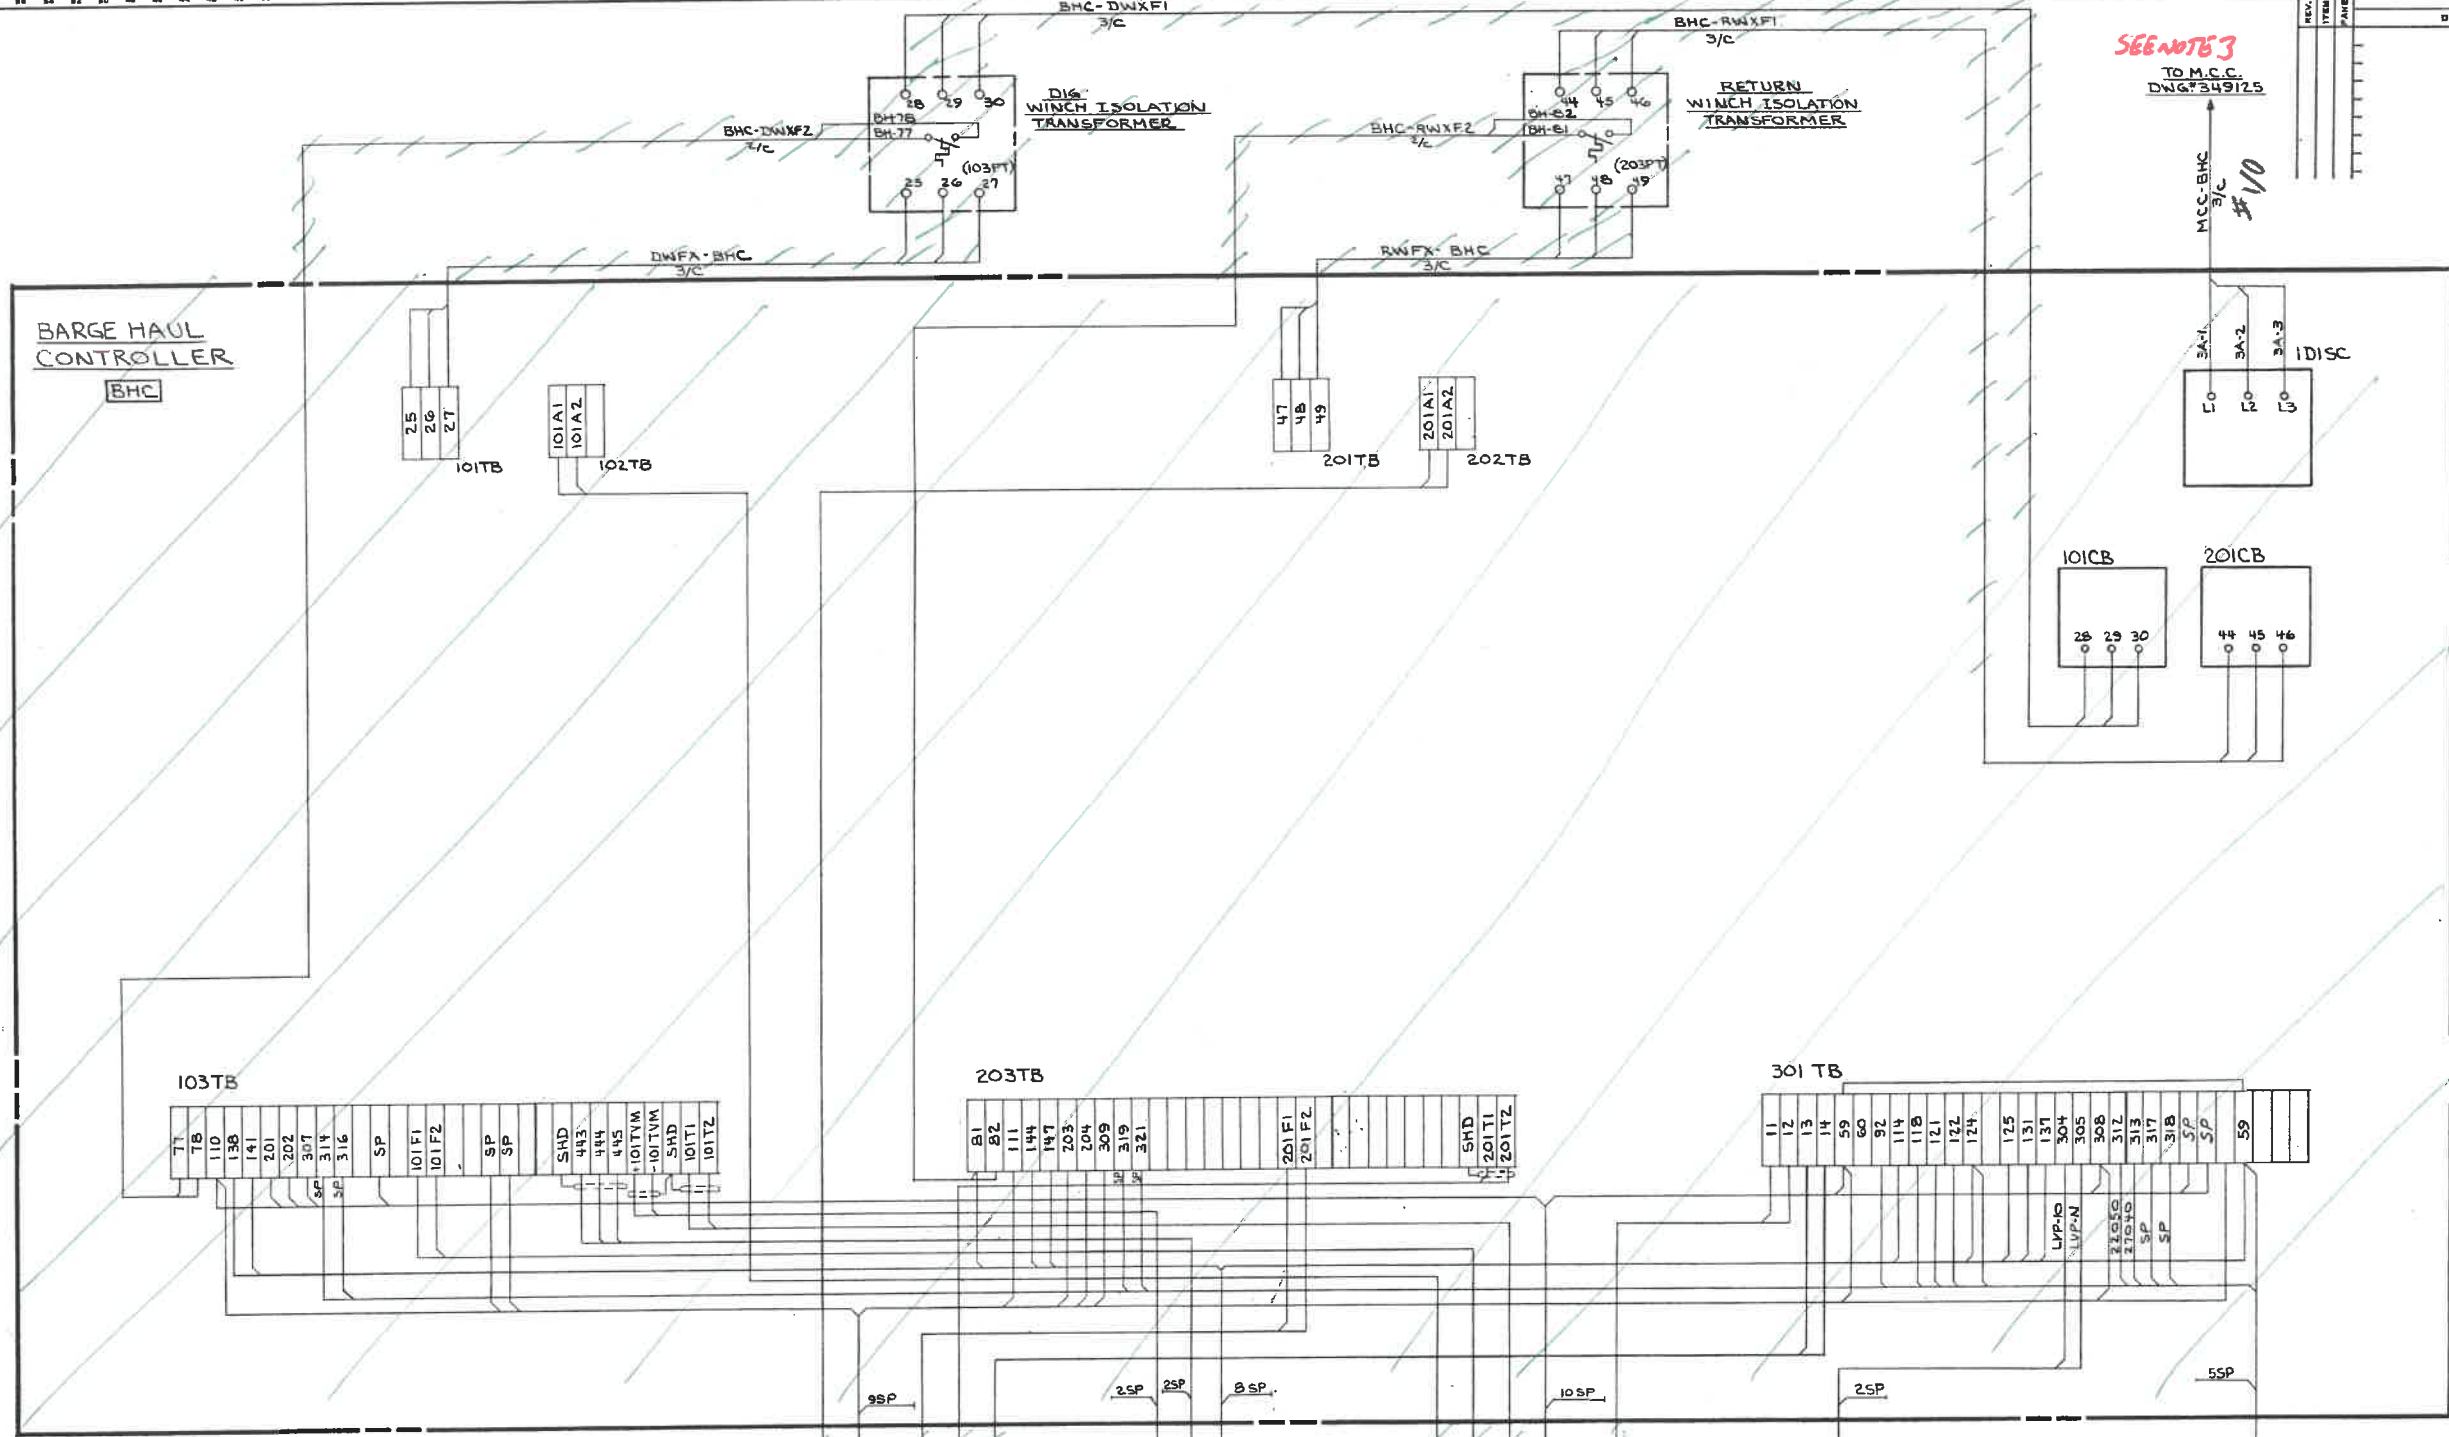 BHC-DWXF1
3/C
BHC-RWXF1
3/C
SEE NOTE 3
TO M.C.C.
DWG#349125
MCC-BHC
3/C
#1/0
REV.
ITEM
28 29 30
BH-78
BH-77
(103PT)
25 26 27
DIG
WINCH ISOLATION
TRANSFORMER
BHC-DWXF2
2/C
44 45 46
BH-82
BH-81
(203PT)
47 48 49
RETURN
WINCH ISOLATION
TRANSFORMER
BHC-RWXF2
2/C
DWFX-BHC
3/C
RWFX-BHC
3/C
BARGE HAUL
CONTROLLER
BHC
25
26
27
101TB
101A1
101A2
102TB
47
48
49
201TB
201A1
201A2
202TB
3A-1
3A-2
3A-3
1DISC
L1 L2 L3
101CB
28 29 30
201CB
44 45 46
103TB
77
78
110
138
141
201
202
307
314
316
SP
101F1
101F2
SP
SP
SHD
443
444
445
+101TVM
-101TVM
SHD
101T1
101T2
SP
SP
203TB
81
82
111
144
147
203
204
309
319
321
201F1
201F2
SHD
201T1
201T2
SP
SP
301TB
11
12
13
14
59
60
92
114
118
121
122
124
125
131
137
304
305
308
312
313
317
318
SP
SP
59
LVP-10
LVP-N
22050
27040
SP
SP
9SP
2SP
2SP
8SP
10SP
2SP
5SP